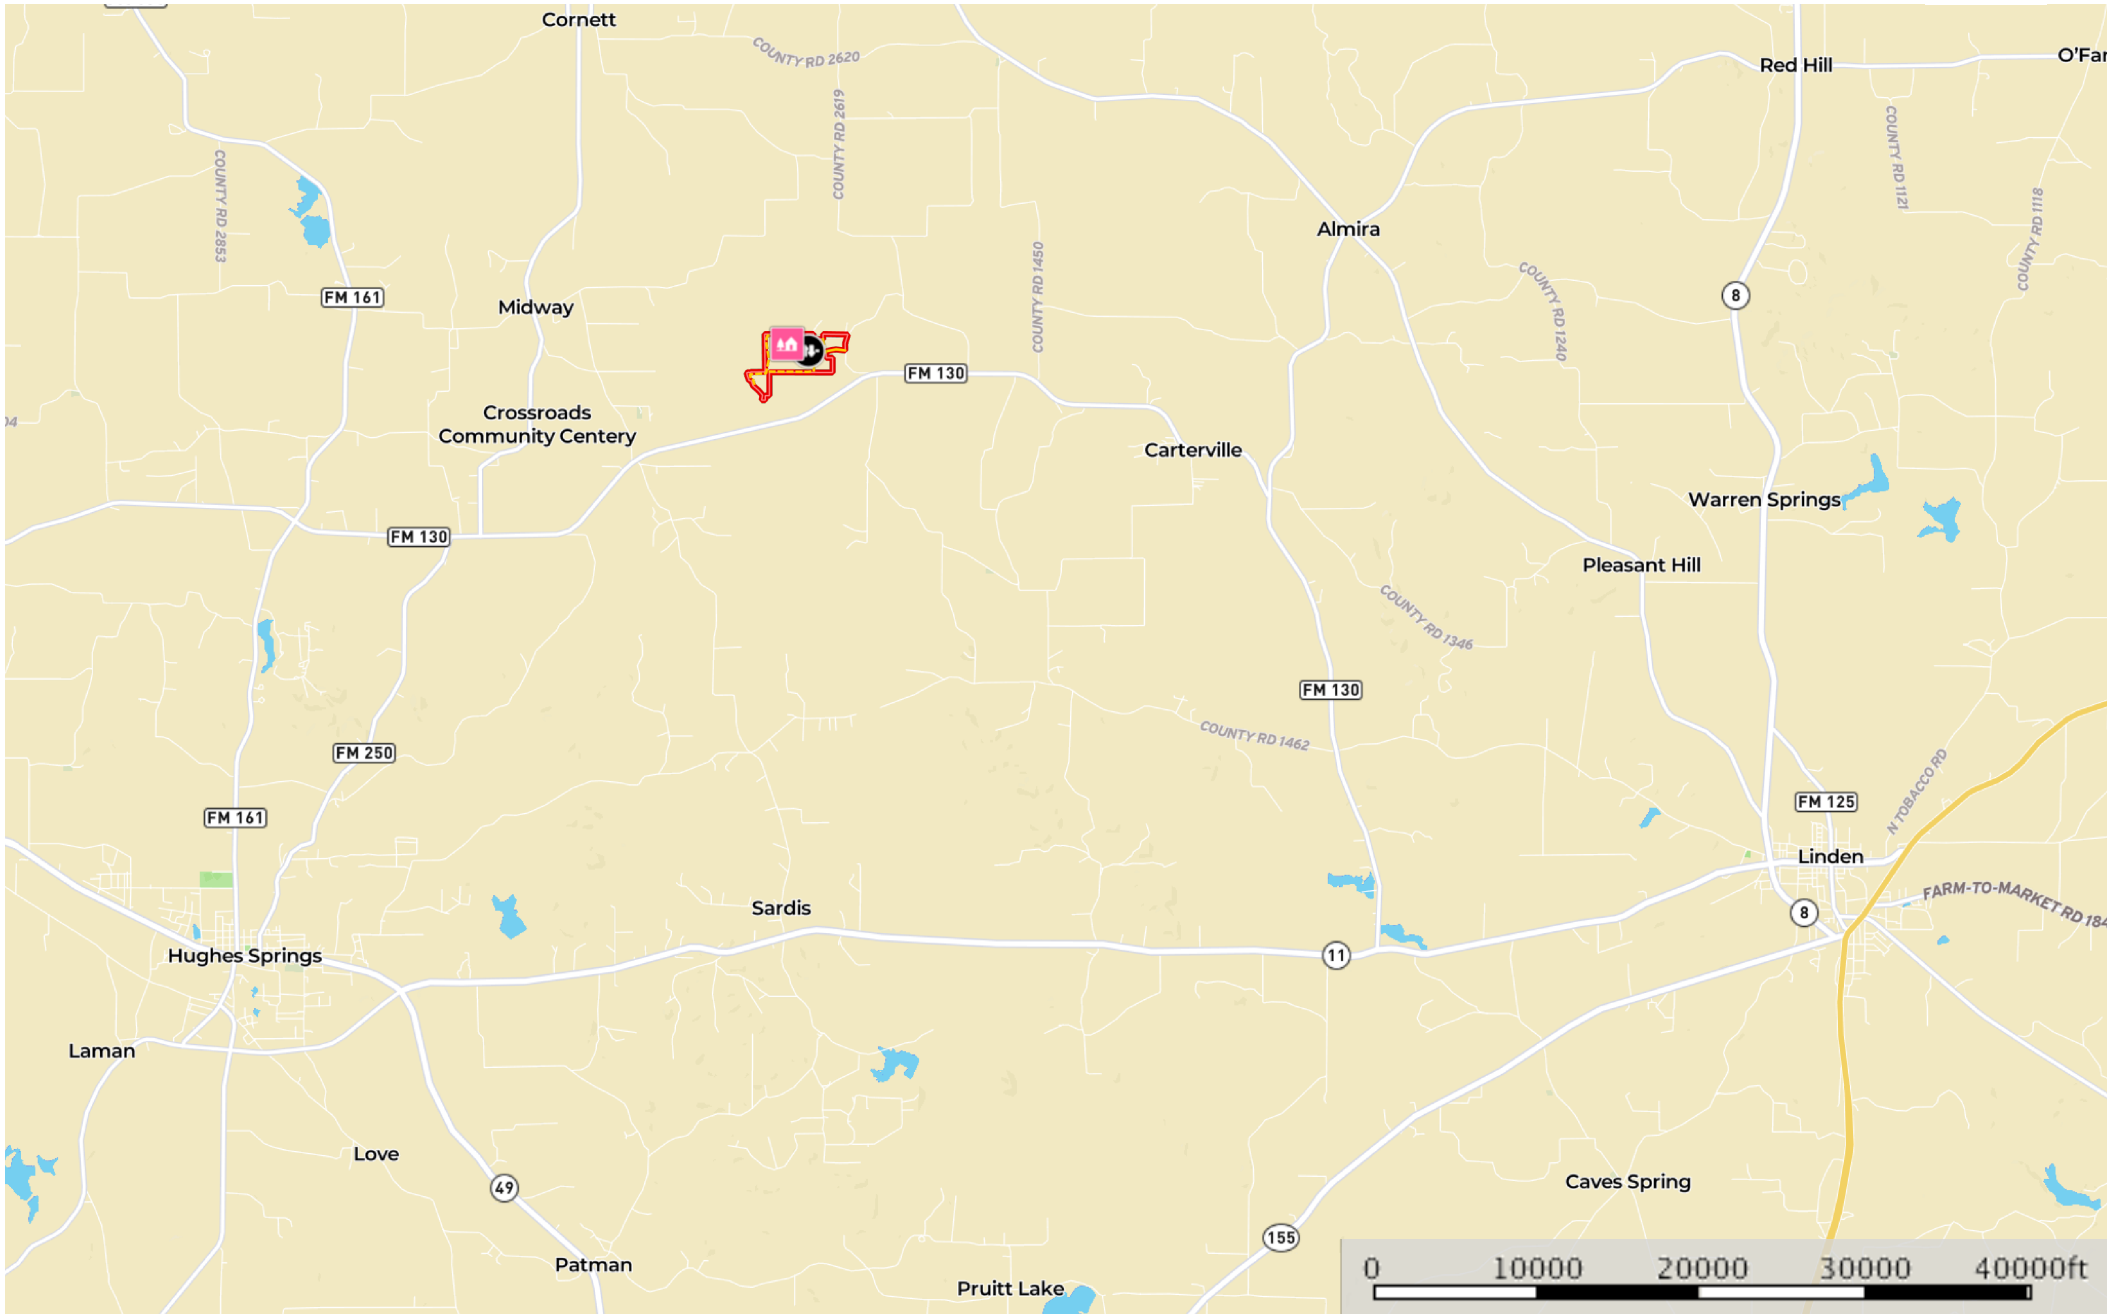 Cornett
COUNTY RD 2620
Red Hill
O'Far
COUNTY RD 2619
COUNTY RD 1121
COUNTY RD 2853
COUNTY RD 1118
Almira
COUNTY RD 1450
COUNTY RD 1240
FM 161
8
Midway
FM 130
Crossroads
Community Centery
04
Carterville
Warren Springs
FM 130
Pleasant Hill
COUNTY RD 1346
FM 130
COUNTY RD 1462
FM 250
N TOBACCO RD
FM 161
FM 125
Linden
FARM-TO-MARKET RD 184
Sardis
8
Hughes Springs
11
Laman
Love
49
Caves Spring
155
Patman
Pruitt Lake
0 10000 20000 30000 40000ft